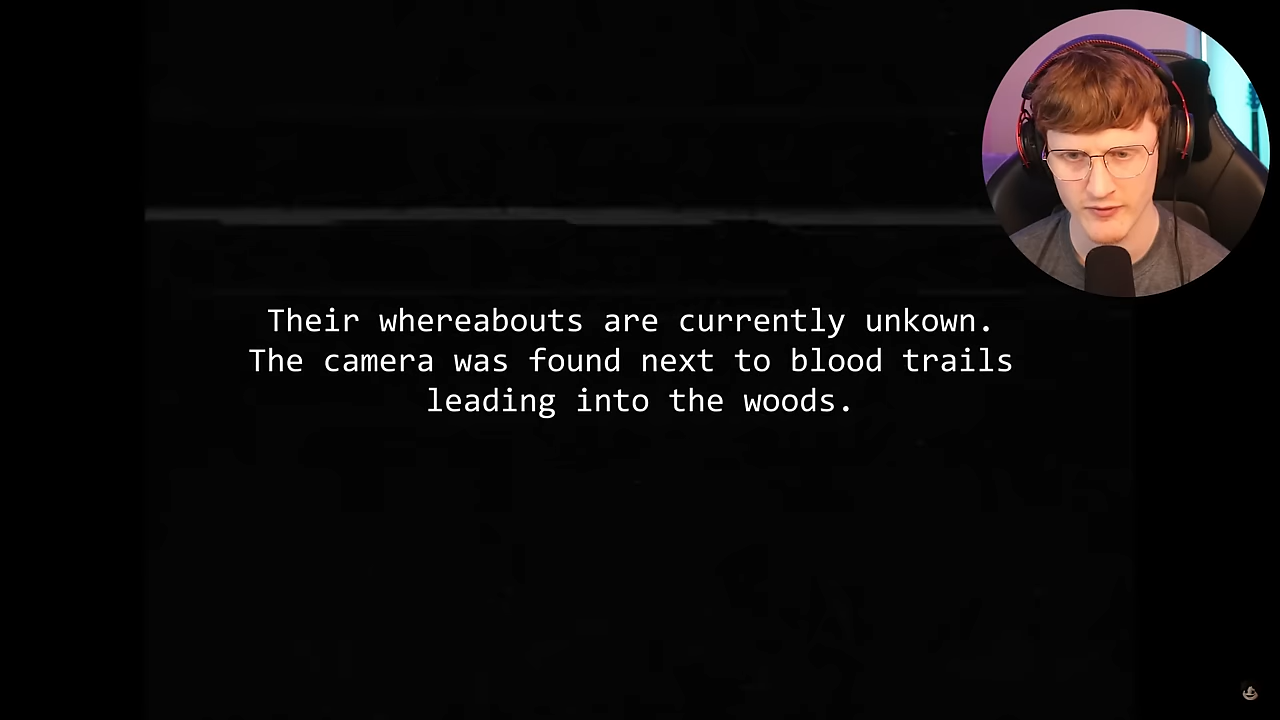 Their whereabouts are currently unkown.
The camera was found next to blood trails
leading into the woods.